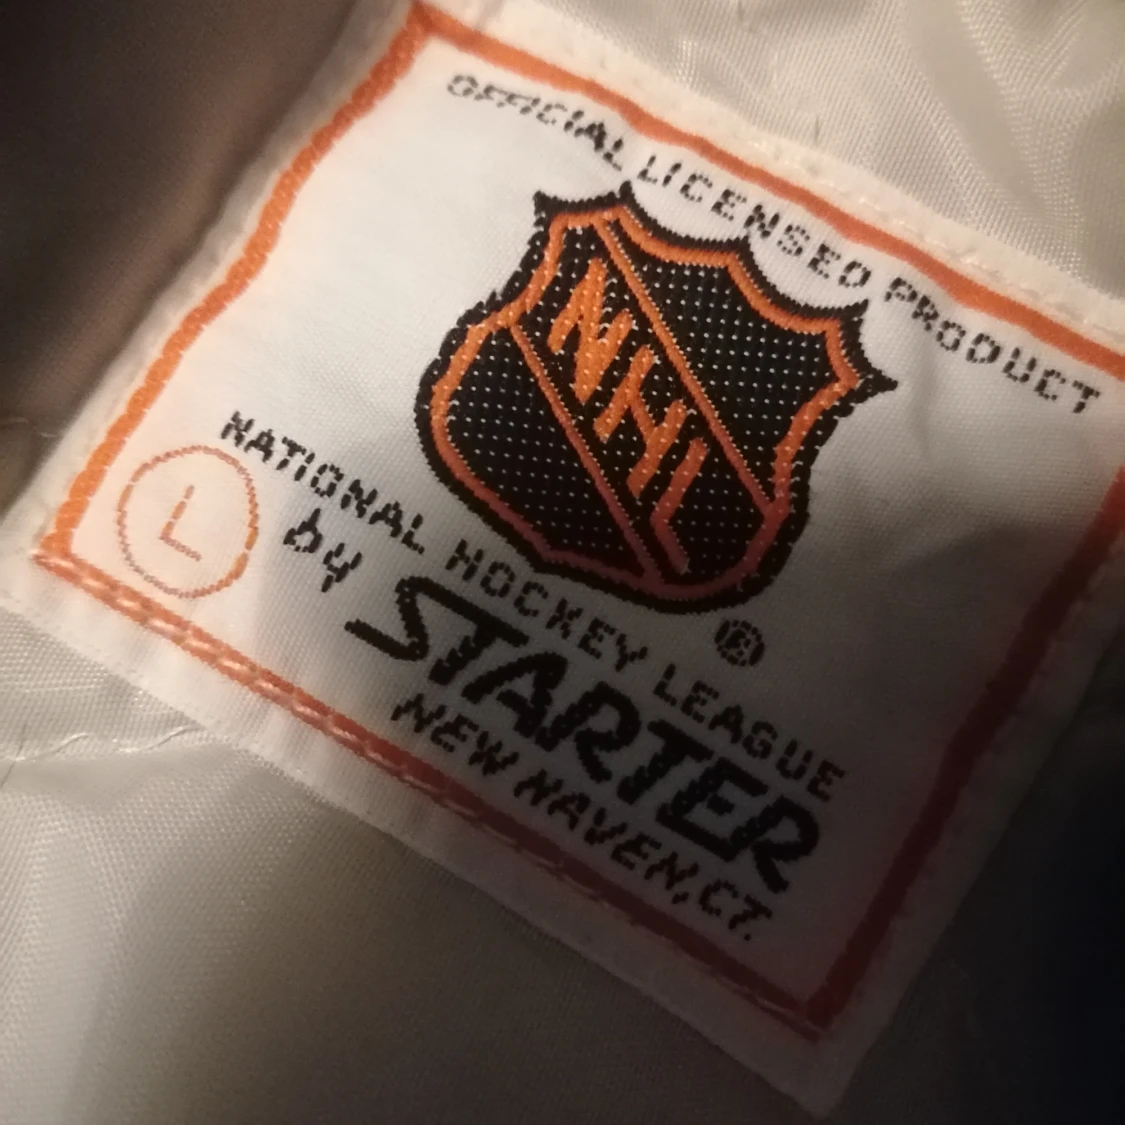 OFFICIAL LICENSED PRODUCT
NHL
®
NATIONAL HOCKEY LEAGUE
L
by
STARTER
NEW HAVEN, CT.